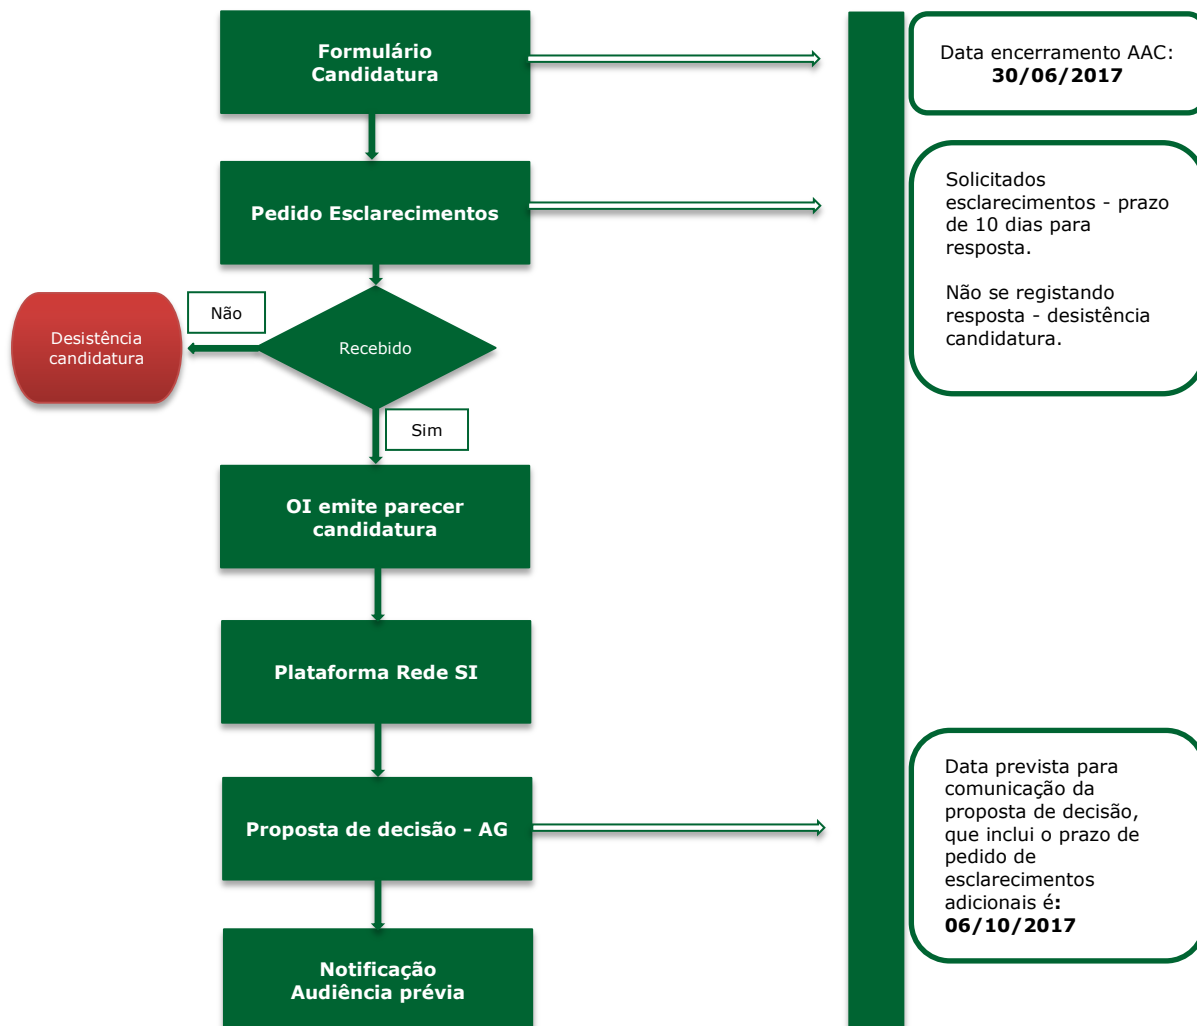 Formulário
Candidatura
Data encerramento AAC:
30/06/2017
Pedido Esclarecimentos
Solicitados
esclarecimentos - prazo
de 10 dias para
resposta.
Não se registando
resposta - desistência
candidatura.
Não
Desistência
candidatura
Recebido
Sim
OI emite parecer
candidatura
Plataforma Rede SI
Proposta de decisão - AG
Data prevista para
comunicação da
proposta de decisão,
que inclui o prazo de
pedido de
esclarecimentos
adicionais é:
06/10/2017
Notificação
Audiência prévia